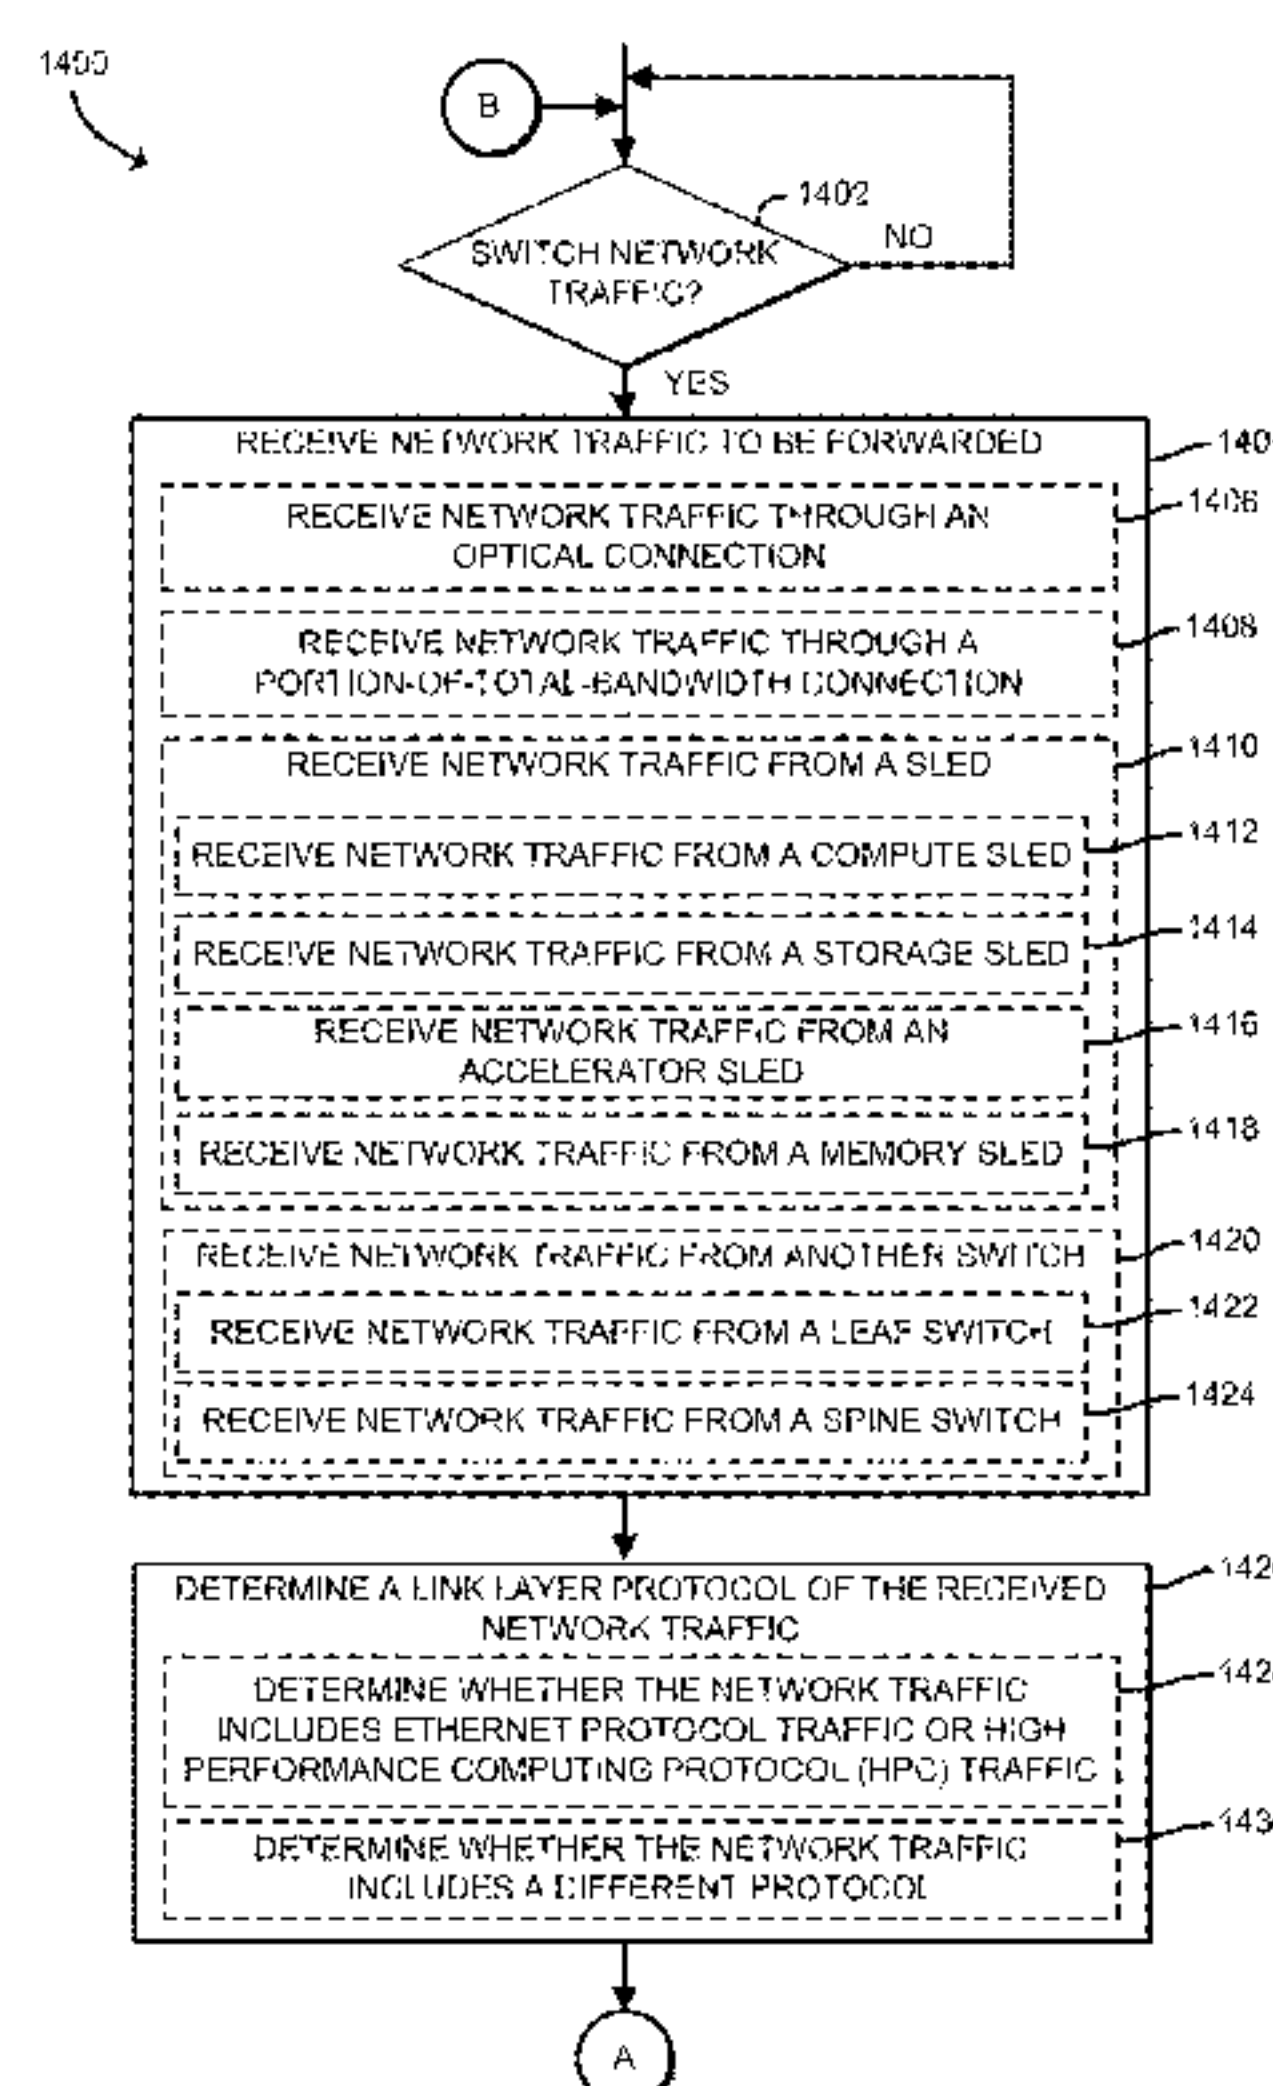 1400
B
1402
SWITCH NETWORK
TRAFFIC?
NO
YES
RECEIVE NETWORK TRAFFIC TO BE FORWARDED
140
RECEIVE NETWORK TRAFFIC THROUGH AN
OPTICAL CONNECTION
1406
RECEIVE NETWORK TRAFFIC THROUGH A
PORTION-OF-TOTAL-BANDWIDTH CONNECTION
1408
RECEIVE NETWORK TRAFFIC FROM A SLED
1410
RECEIVE NETWORK TRAFFIC FROM A COMPUTE SLED
1412
RECEIVE NETWORK TRAFFIC FROM A STORAGE SLED
1414
RECEIVE NETWORK TRAFFIC FROM AN
ACCELERATOR SLED
1416
RECEIVE NETWORK TRAFFIC FROM A MEMORY SLED
1418
RECEIVE NETWORK TRAFFIC FROM ANOTHER SWITCH
1420
RECEIVE NETWORK TRAFFIC FROM A LEAF SWITCH
1422
RECEIVE NETWORK TRAFFIC FROM A SPINE SWITCH
1424
DETERMINE A LINK LAYER PROTOCOL OF THE RECEIVED
NETWORK TRAFFIC
142
DETERMINE WHETHER THE NETWORK TRAFFIC
INCLUDES ETHERNET PROTOCOL TRAFFIC OR HIGH
PERFORMANCE COMPUTING PROTOCOL (HPC) TRAFFIC
142
DETERMINE WHETHER THE NETWORK TRAFFIC
INCLUDES A DIFFERENT PROTOCOL
143
A